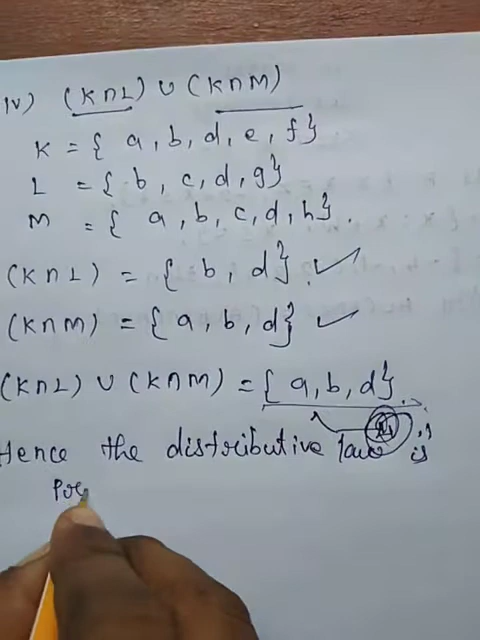 iv) (K∩L) ∪ (K∩M)
K = { a, b, d, e, f}
L = { b, c, d, g}
M = { a, b, c, d, h}.
(K∩L) = { b, d}. ✓
(K∩M) = { a, b, d} ✓
(K∩L) ∪ (K∩M) = { a, b, d}.
Hence the distributive law is